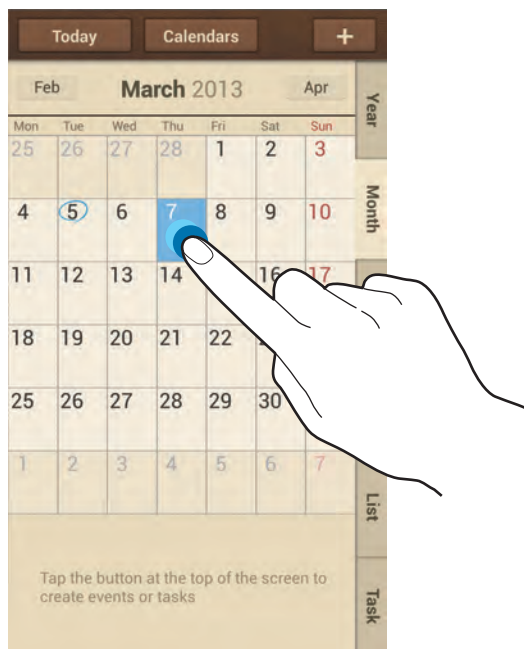 Today Calendars +
Feb March 2013 Apr
Mon Tue Wed Thu Fri Sat Sun
25 26 27 28 1 2 3
4 5 6 7 8 9 10
11 12 13 14 16 17
18 19 20 21 22
25 26 27 28 29 30
1 2 3 4 5 6 7
Tap the button at the top of the screen to
create events or tasks
Year
Month
List
Task